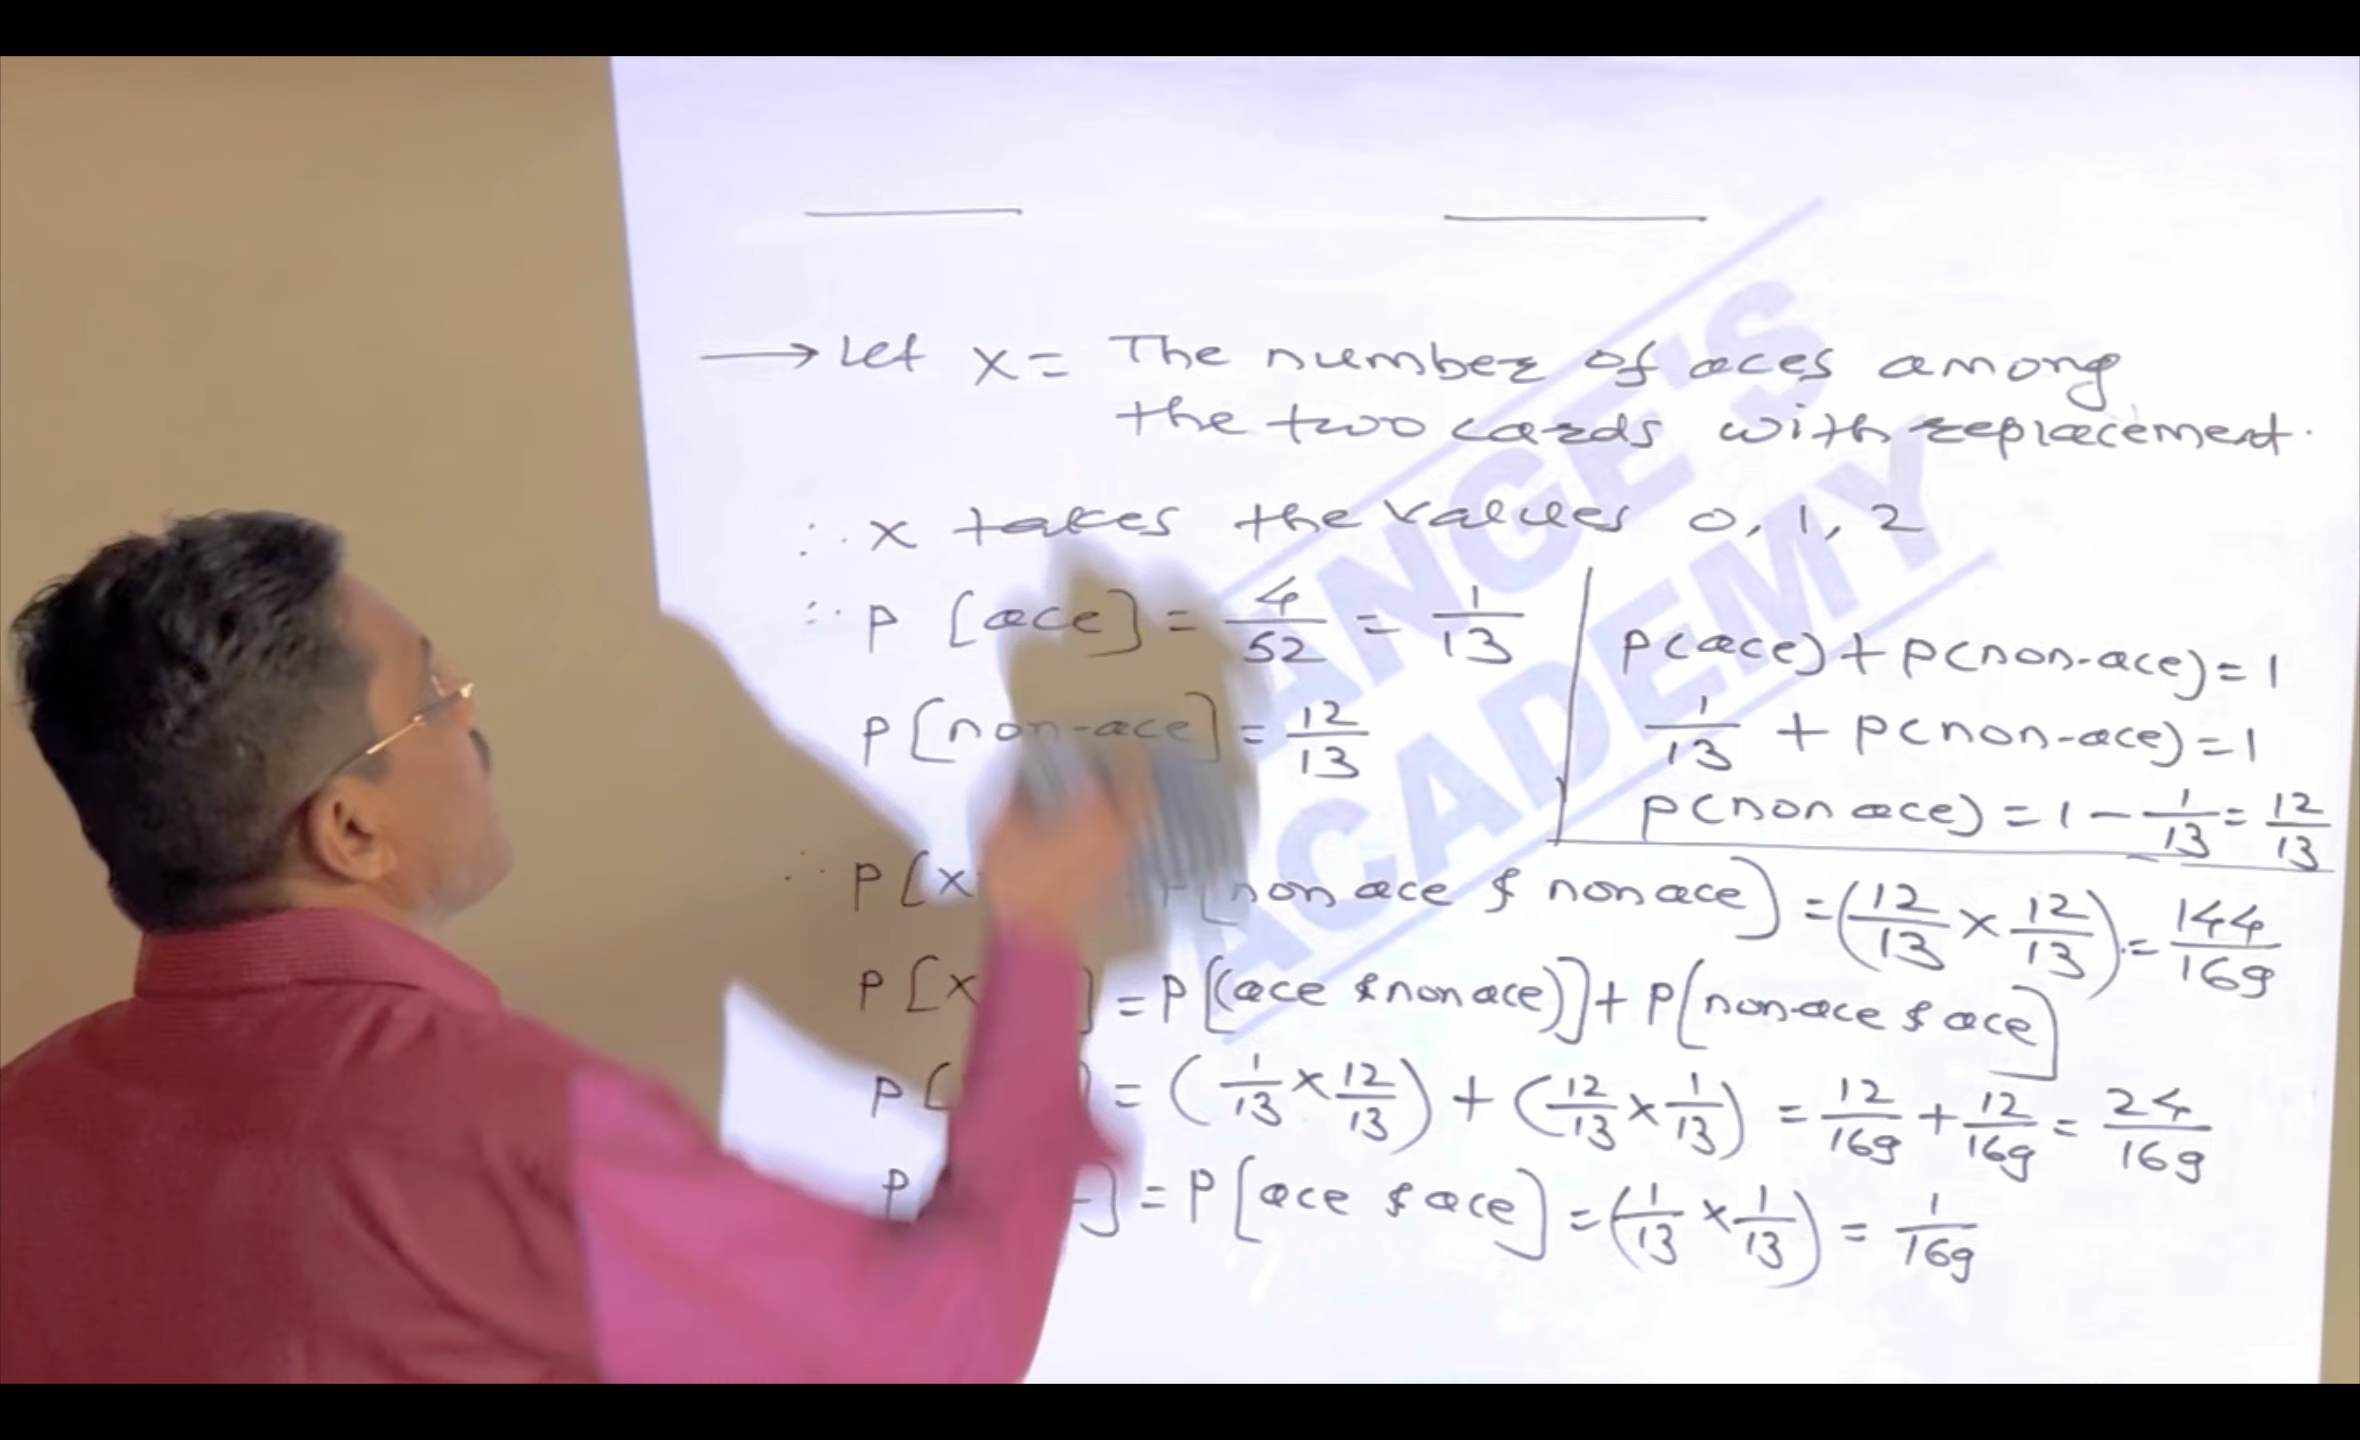 → Let x = The number of aces among
the two cards with replacement.
∴ x takes the values 0, 1, 2
∴ P [ace] = 4/52 = 1/13
P [non-ace] = 12/13
P(ace) + P(non-ace) = 1
1/13 + P(non-ace) = 1
P(non ace) = 1 - 1/13 = 12/13
∴ P[x [non ace & non ace] = (12/13 × 12/13) = 144/169
P[x ] = P[(ace & non ace)] + P[non-ace & ace]
P[ ] = (1/13 × 12/13) + (12/13 × 1/13) = 12/169 + 12/169 = 24/169
P ] = P[ace & ace] = (1/13 × 1/13) = 1/169
ANGE'S
ACADEMY